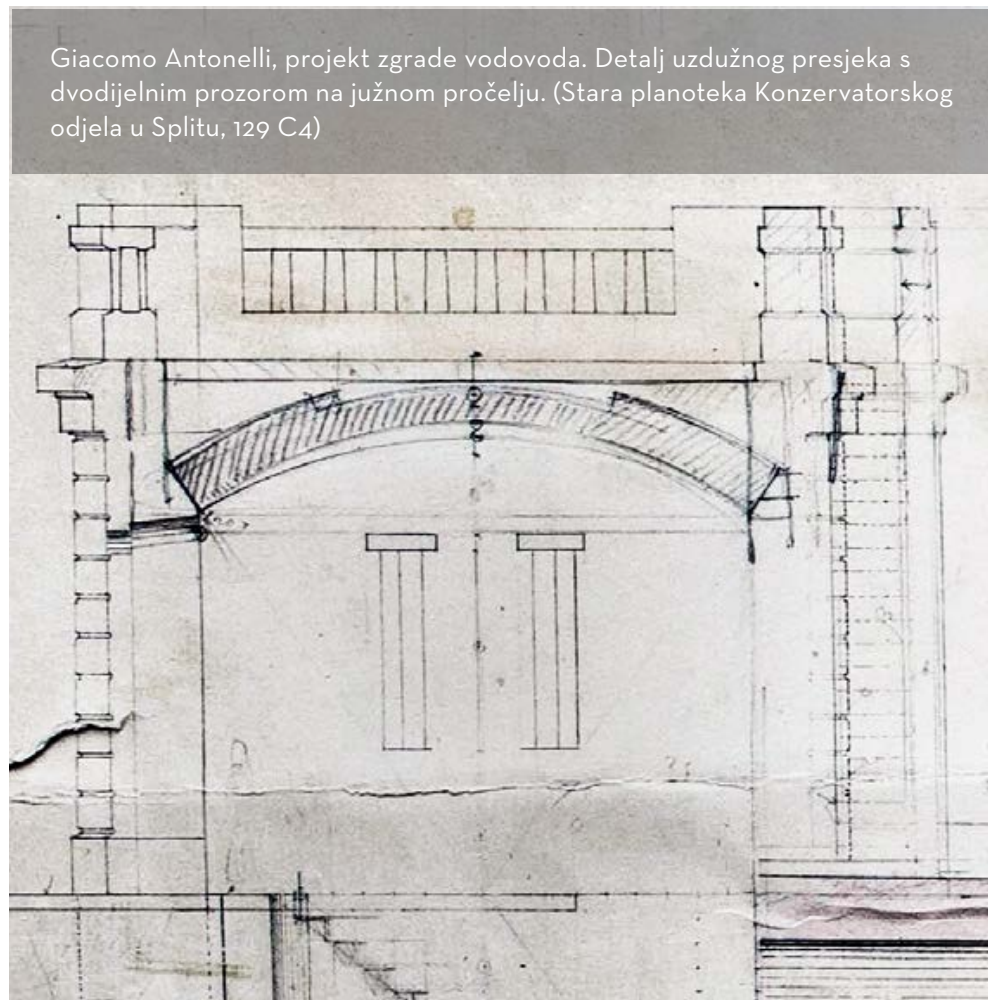 Giacomo Antonelli, projekt zgrade vodovoda. Detalj uzdužnog presjeka s
dvodijelnim prozorom na južnom pročelju. (Stara planoteka Konzervatorskog
odjela u Splitu, 129 C4)